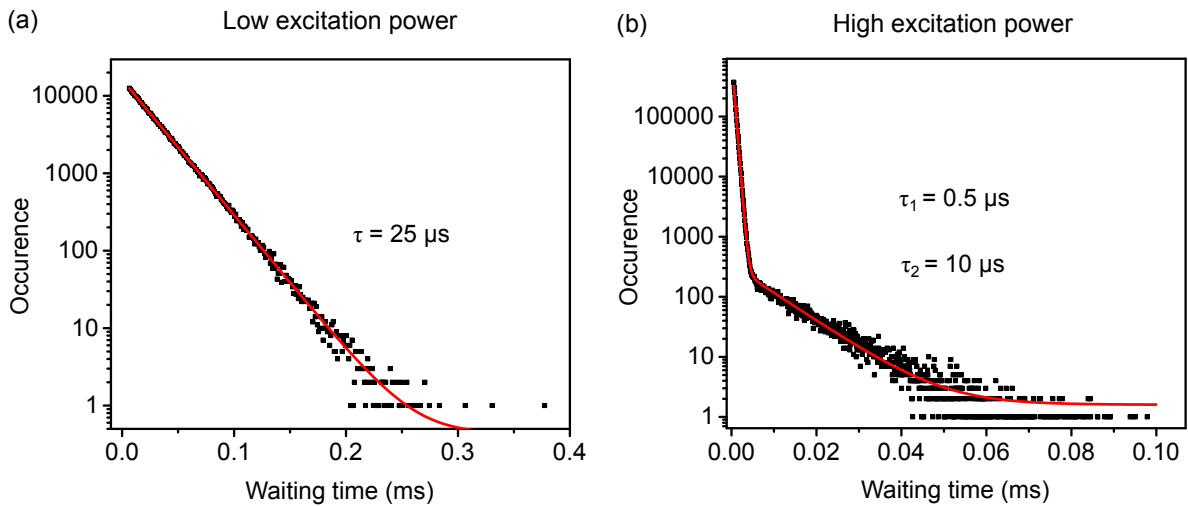 (a)
Low excitation power
10000
1000
100
10
1
Occurence
τ = 25 μs
0.0 0.1 0.2 0.3 0.4
Waiting time (ms)
(b)
High excitation power
100000
10000
1000
100
10
1
Occurence
τ1 = 0.5 μs
τ2 = 10 μs
0.00 0.02 0.04 0.06 0.08 0.10
Waiting time (ms)